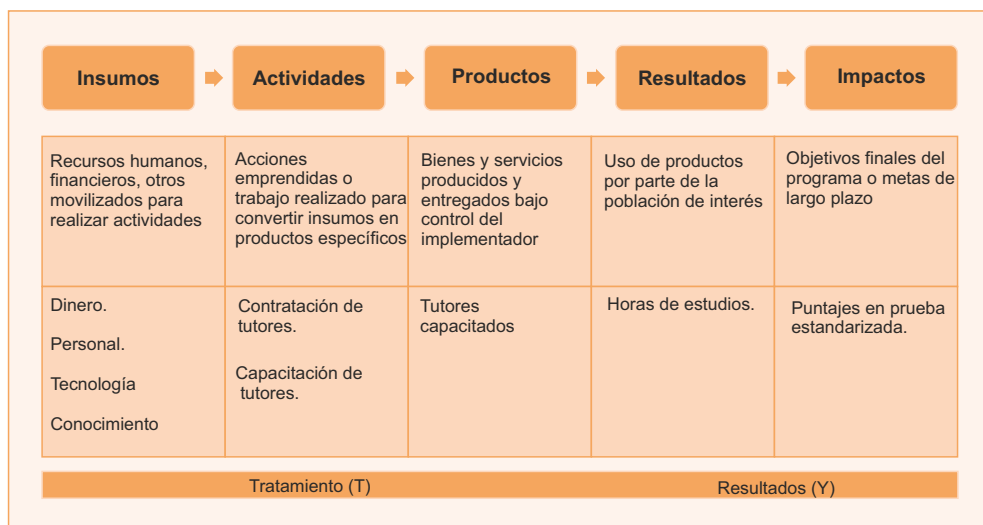 Insumos
Actividades
Productos
Resultados
Impactos
Recursos humanos,
financieros, otros
movilizados para
realizar actividades
Acciones
emprendidas o
trabajo realizado para
convertir insumos en
productos específicos
Bienes y servicios
producidos y
entregados bajo
control del
implementador
Uso de productos
por parte de la
población de interés
Objetivos finales del
programa o metas de
largo plazo
Dinero.
Personal.
Tecnología
Conocimiento
Contratación de
tutores.
Capacitación de
tutores.
Tutores
capacitados
Horas de estudios.
Puntajes en prueba
estandarizada.
Tratamiento (T)
Resultados (Y)